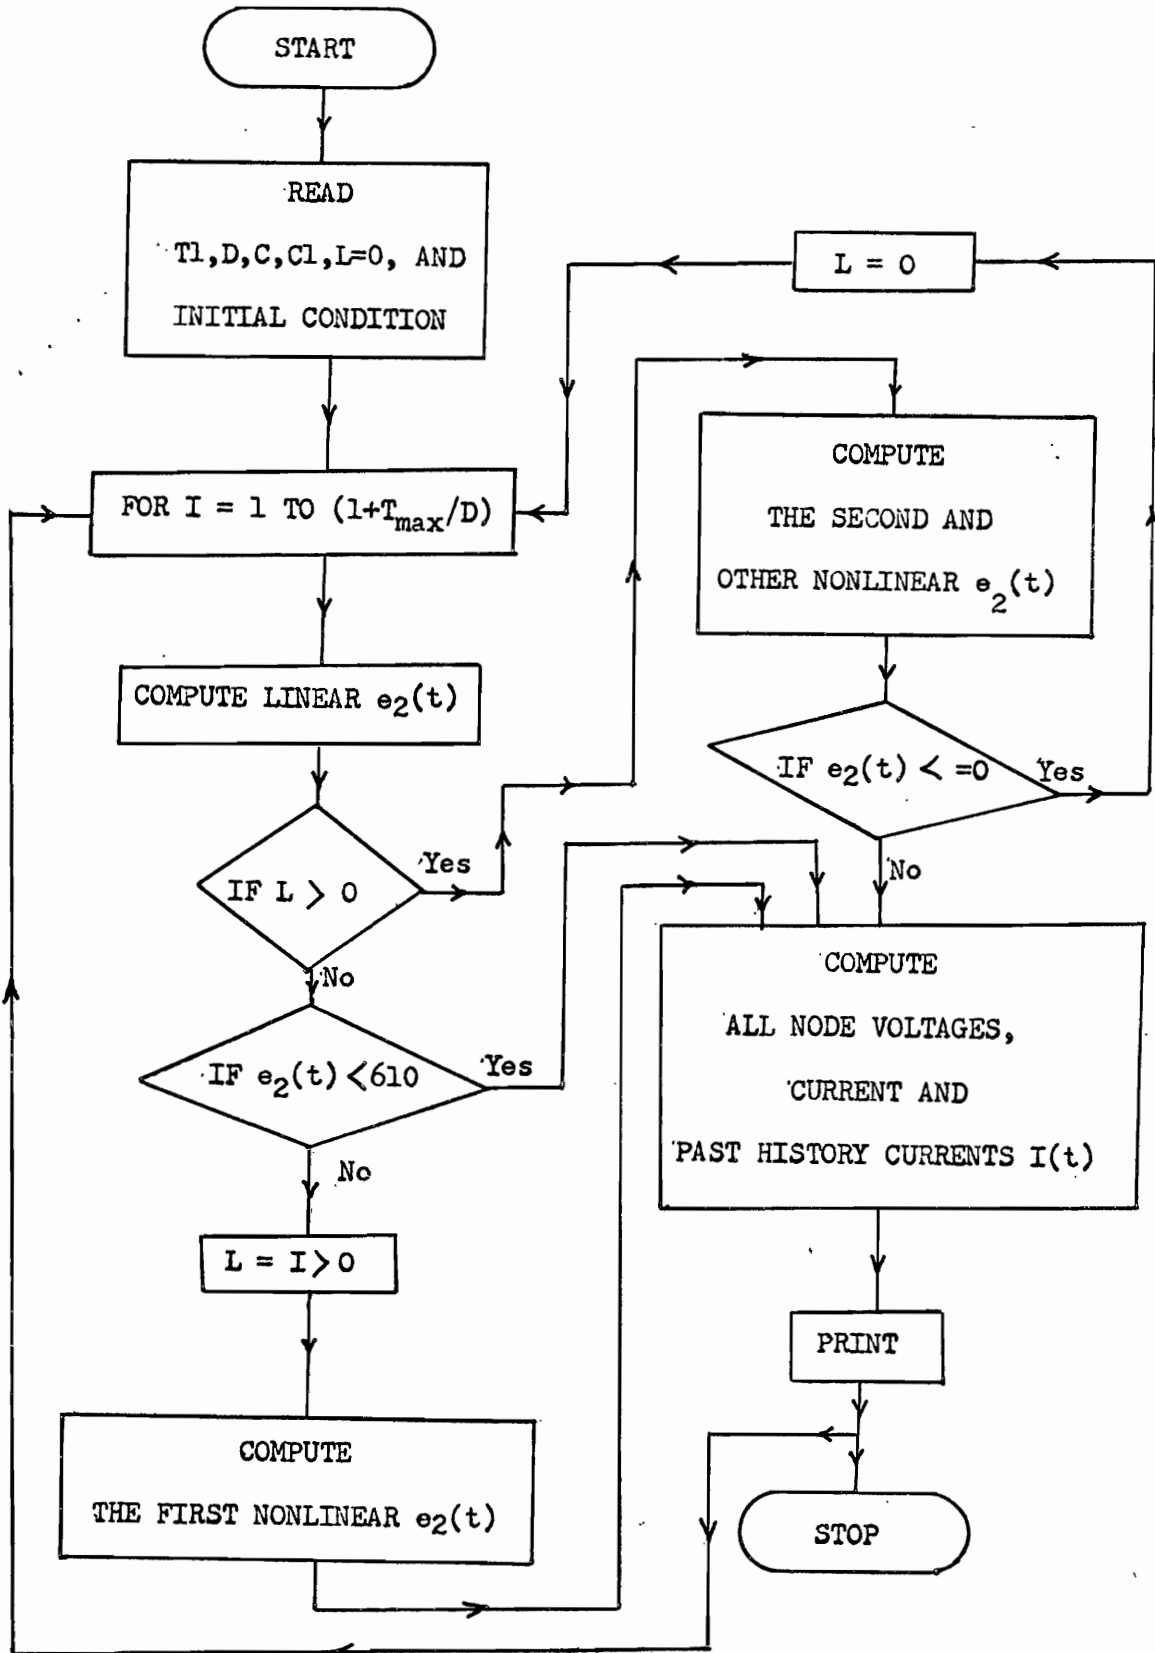 START
READ
T1,D,C,C1,L=0, AND
INITIAL CONDITION
L = 0
FOR I = 1 TO (1+Tmax/D)
COMPUTE
THE SECOND AND
OTHER NONLINEAR e2(t)
COMPUTE LINEAR e2(t)
IF e2(t) < =0
Yes
No
IF L > 0
Yes
No
IF e2(t) <610
Yes
No
COMPUTE
ALL NODE VOLTAGES,
CURRENT AND
PAST HISTORY CURRENTS I(t)
L = I > 0
PRINT
COMPUTE
THE FIRST NONLINEAR e2(t)
STOP